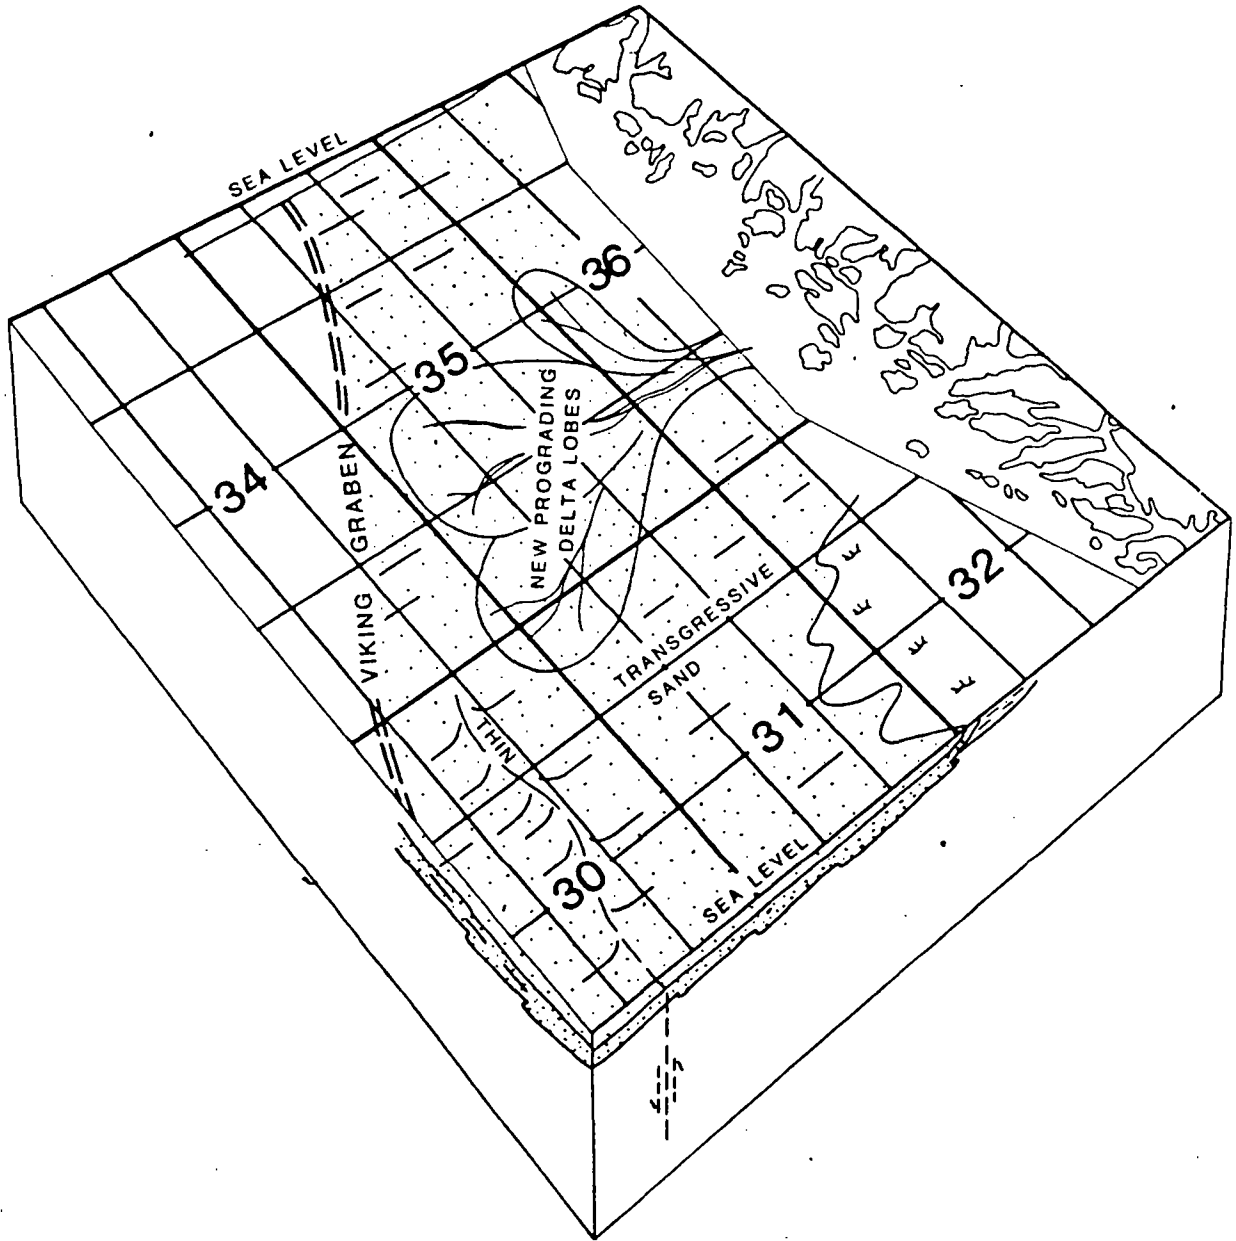 SEA LEVEL
36
35
34
NEW PROGRADING
DELTA LOBES
VIKING GRABEN
32
TRANSGRESSIVE
SAND
31
THIN
30
SEA LEVEL